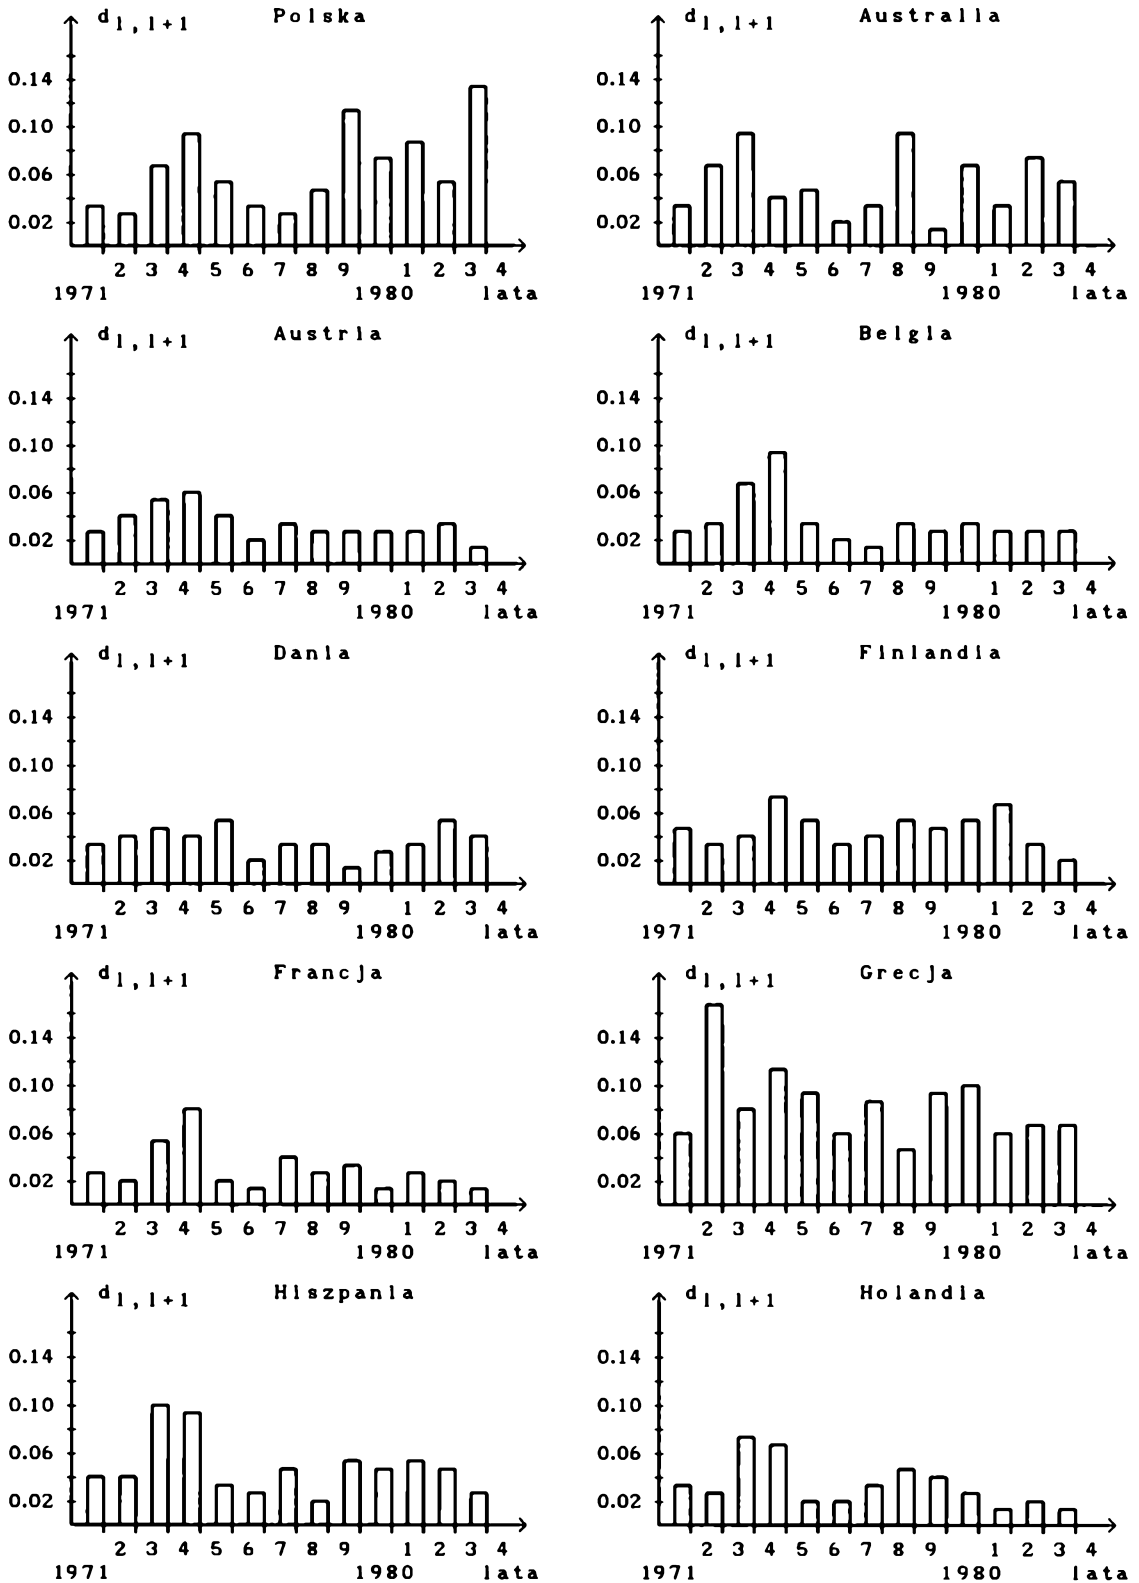 d i, i+1 Polska
0.14
0.10
0.06
0.02
2 3 4 5 6 7 8 9 1 2 3 4
1971 1980 lata
d i, i+1 Australia
0.14
0.10
0.06
0.02
2 3 4 5 6 7 8 9 1 2 3 4
1971 1980 lata
d i, i+1 Austria
0.14
0.10
0.06
0.02
2 3 4 5 6 7 8 9 1 2 3 4
1971 1980 lata
d i, i+1 Belgia
0.14
0.10
0.06
0.02
2 3 4 5 6 7 8 9 1 2 3 4
1971 1980 lata
d i, i+1 Dania
0.14
0.10
0.06
0.02
2 3 4 5 6 7 8 9 1 2 3 4
1971 1980 lata
d i, i+1 Finlandia
0.14
0.10
0.06
0.02
2 3 4 5 6 7 8 9 1 2 3 4
1971 1980 lata
d i, i+1 Francja
0.14
0.10
0.06
0.02
2 3 4 5 6 7 8 9 1 2 3 4
1971 1980 lata
d i, i+1 Grecja
0.14
0.10
0.06
0.02
2 3 4 5 6 7 8 9 1 2 3 4
1971 1980 lata
d i, i+1 Hiszpania
0.14
0.10
0.06
0.02
2 3 4 5 6 7 8 9 1 2 3 4
1971 1980 lata
d i, i+1 Holandia
0.14
0.10
0.06
0.02
2 3 4 5 6 7 8 9 1 2 3 4
1971 1980 lata